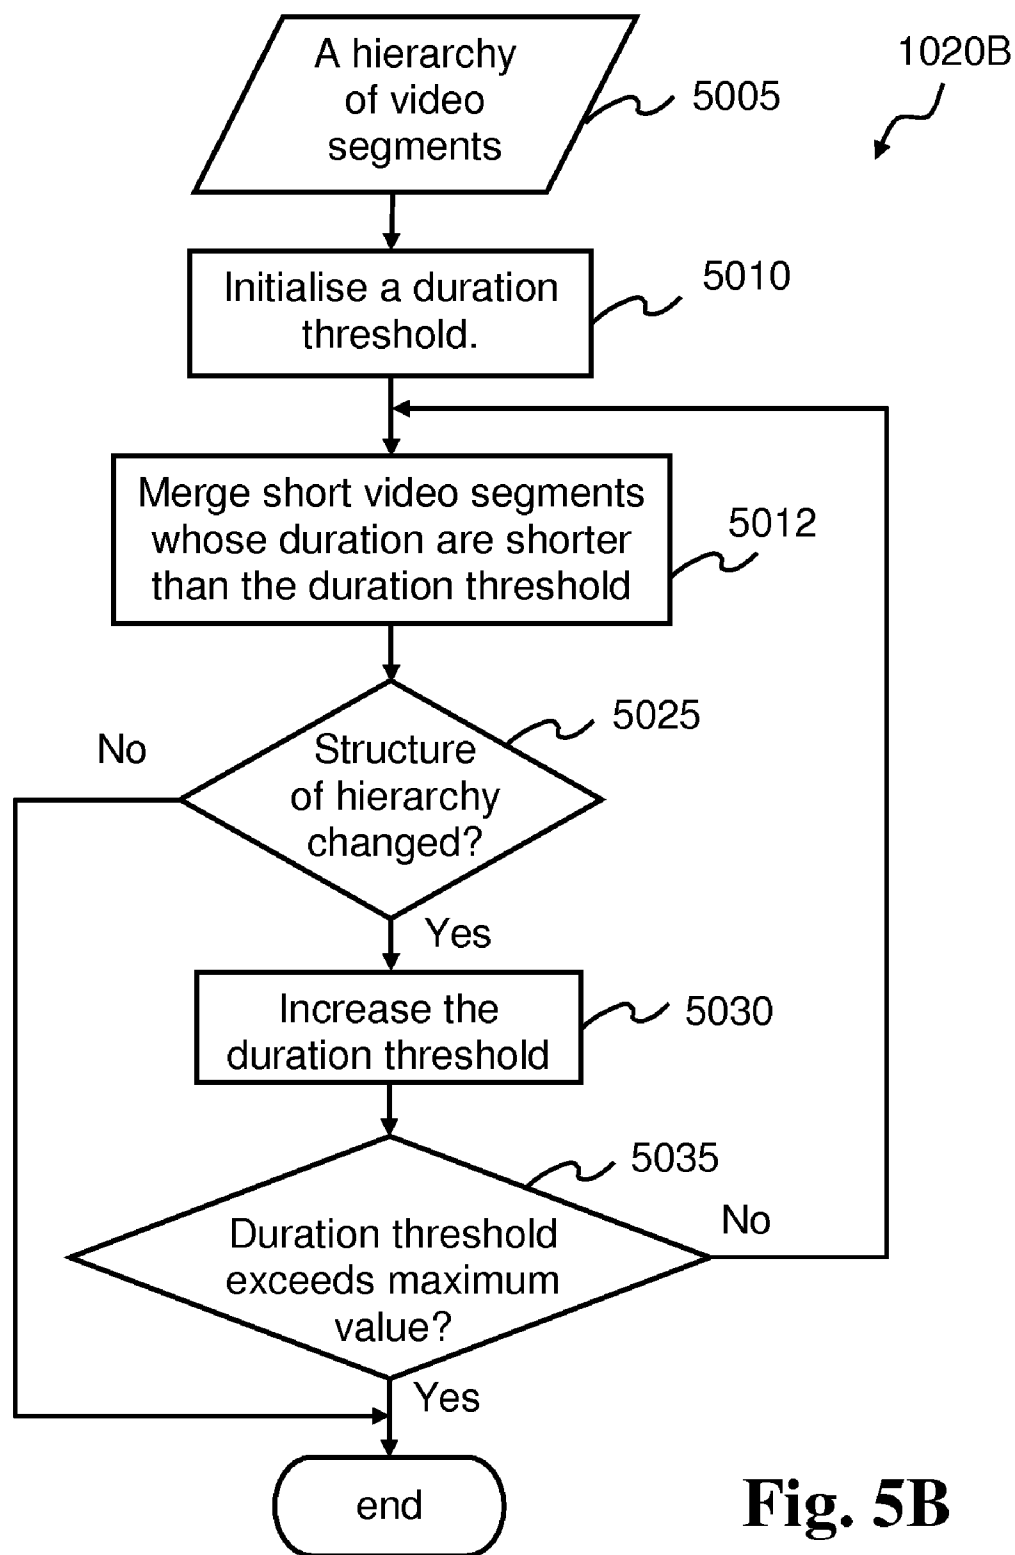 A hierarchy
of video
segments
5005
1020B
Initialise a duration
threshold.
5010
Merge short video segments
whose duration are shorter
than the duration threshold
5012
Structure
of hierarchy
changed?
5025
No
Yes
Increase the
duration threshold
5030
Duration threshold
exceeds maximum
value?
5035
No
Yes
end
Fig. 5B